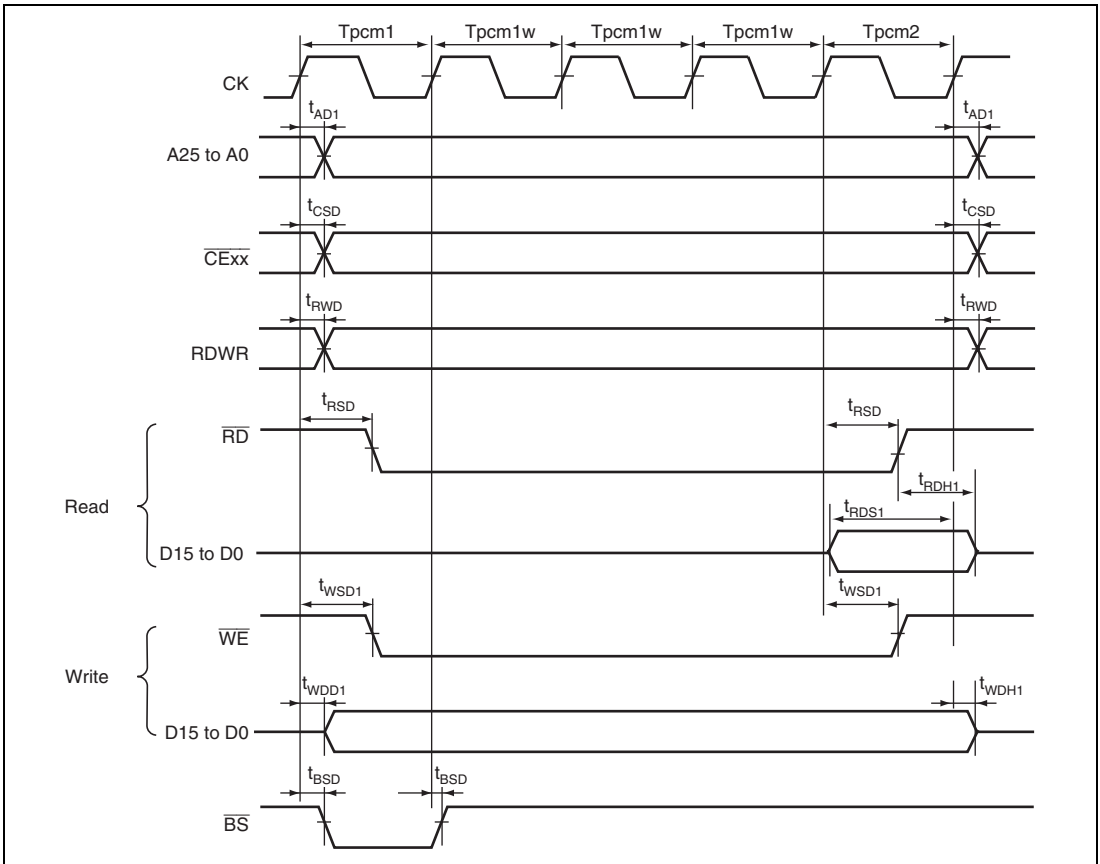 Tpcm1 Tpcm1w Tpcm1w Tpcm1w Tpcm2
CK
tAD1 tAD1
A25 to A0
tCSD tCSD
CExx
tRWD tRWD
RDWR
tRSD tRSD
RD
tRDH1
Read
tRDS1
D15 to D0
tWSD1 tWSD1
WE
Write
tWDD1 tWDH1
D15 to D0
tBSD tBSD
BS